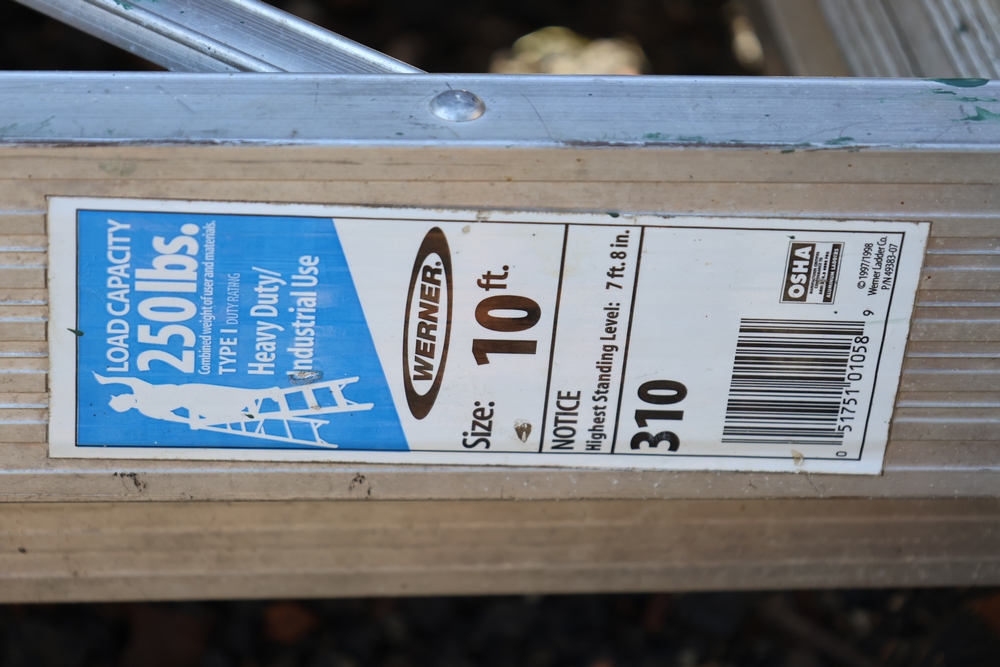 LOAD CAPACITY
250 lbs.
Combined weight of user and materials.
TYPE I DUTY RATING
Heavy Duty/
Industrial Use
WERNER®
Size: 10 ft.
NOTICE
Highest Standing Level: 7 ft. 8 in.
310
0 51751 01058 9
OSHA
© 1997/1998
Werner Ladder Co.
P/N 49383-07